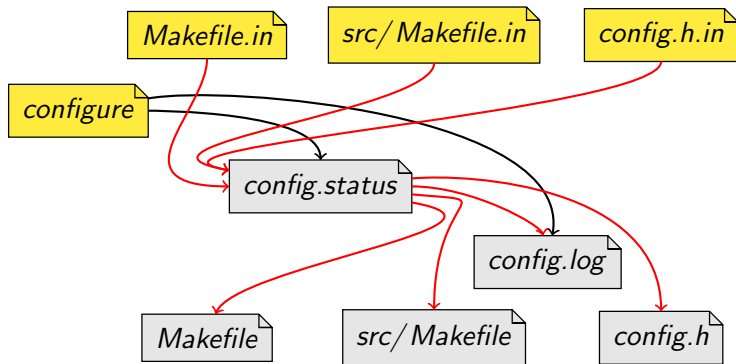 Makefile.in
src/Makefile.in
config.h.in
configure
config.status
config.log
Makefile
src/Makefile
config.h